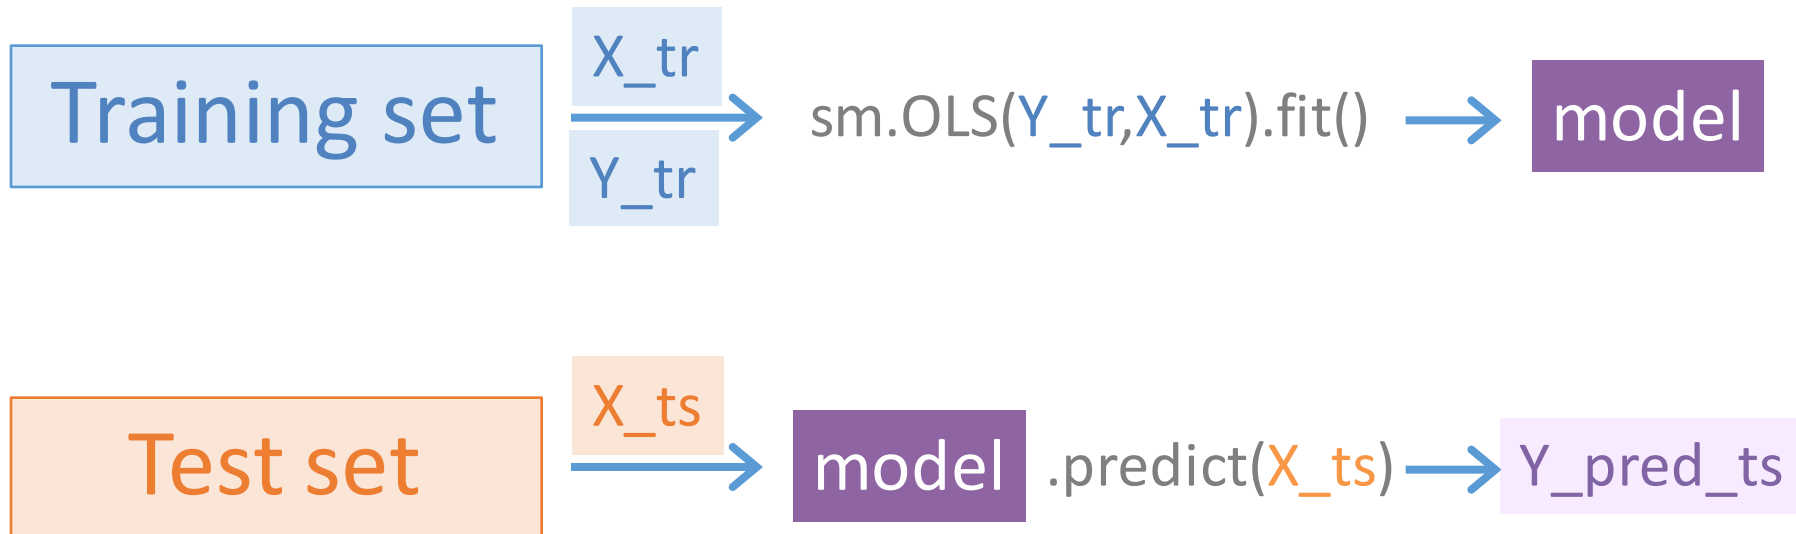 Training set
X_tr
Y_tr
sm.OLS(Y_tr,X_tr).fit()
model
Test set
X_ts
model
.predict(X_ts)
Y_pred_ts